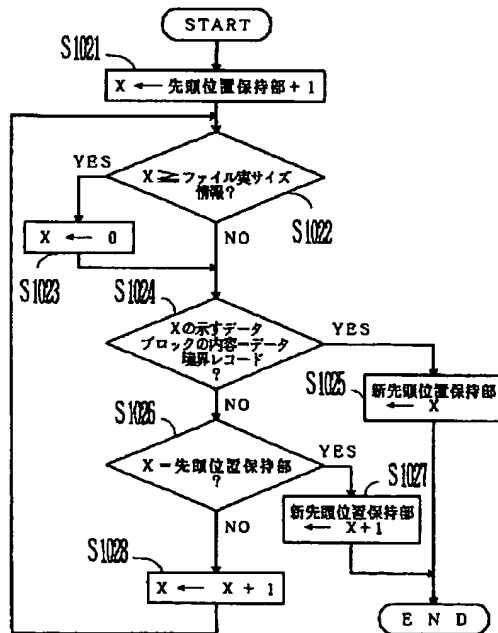 START
S1021
X ← 先頭位置保持部+1
YES
X≧ファイル実サイズ
情報?
S1022
X ← 0
NO
S1023
S1024
Xの示すデータ
ブロックの内容=データ
境界レコード
?
YES
S1025
新先頭位置保持部
← X
NO
S1026
X=先頭位置保持部
?
YES
S1027
新先頭位置保持部
← X+1
NO
S1028
X ← X + 1
END